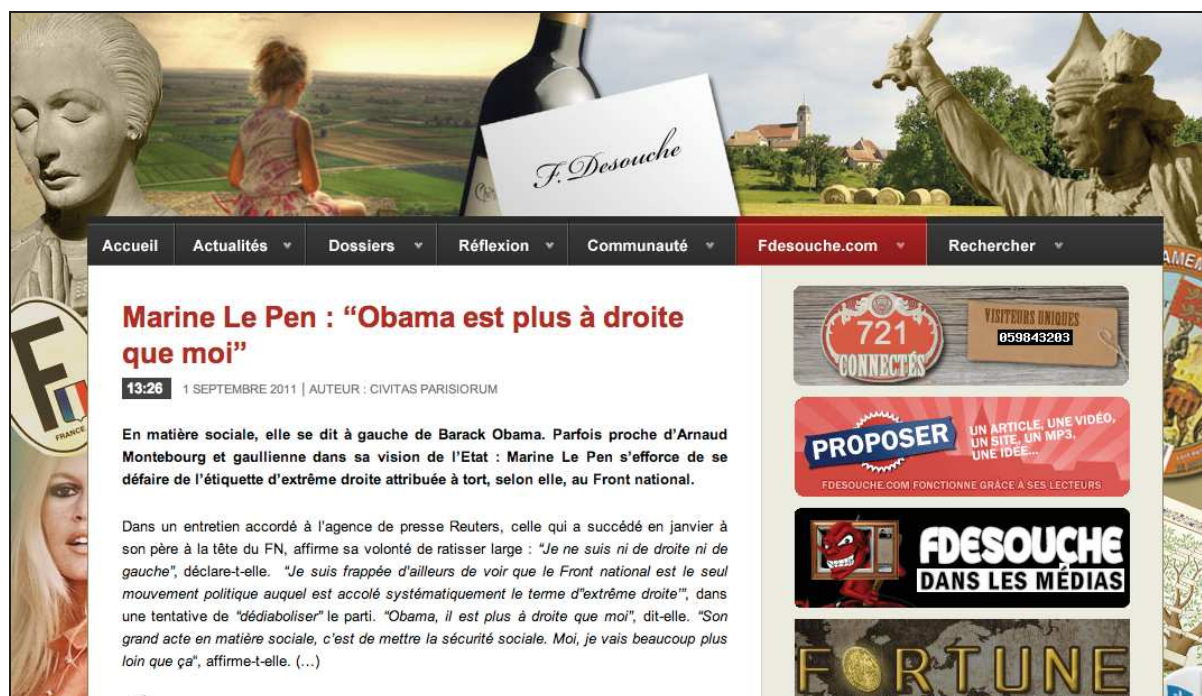 F. Desouche
Accueil Actualités Dossiers Réflexion Communauté Fdesouche.com Rechercher
Marine Le Pen : “Obama est plus à droite
que moi”
13:26 1 SEPTEMBRE 2011 | AUTEUR : CIVITAS PARISIORUM
En matière sociale, elle se dit à gauche de Barack Obama. Parfois proche d’Arnaud
Montebourg et gaullienne dans sa vision de l’Etat : Marine Le Pen s’efforce de se
défaire de l’étiquette d’extrême droite attribuée à tort, selon elle, au Front national.
Dans un entretien accordé à l’agence de presse Reuters, celle qui a succédé en janvier à
son père à la tête du FN, affirme sa volonté de ratisser large : “Je ne suis ni de droite ni de
gauche”, déclare-t-elle. “Je suis frappée d’ailleurs de voir que le Front national est le seul
mouvement politique auquel est accolé systématiquement le terme d”extrême droite’”, dans
une tentative de “dédiaboliser” le parti. “Obama, il est plus à droite que moi”, dit-elle. “Son
grand acte en matière sociale, c’est de mettre la sécurité sociale. Moi, je vais beaucoup plus
loin que ça“, affirme-t-elle. (…)
721
CONNECTÉS
VISITEURS UNIQUES
059843203
PROPOSER
UN ARTICLE, UNE VIDÉO,
UN SITE, UN MP3,
UNE IDÉE...
FDESOUCHE.COM FONCTIONNE GRÂCE À SES LECTEURS
FDESOUCHE
DANS LES MÉDIAS
FORTUNE
F
FRANCE